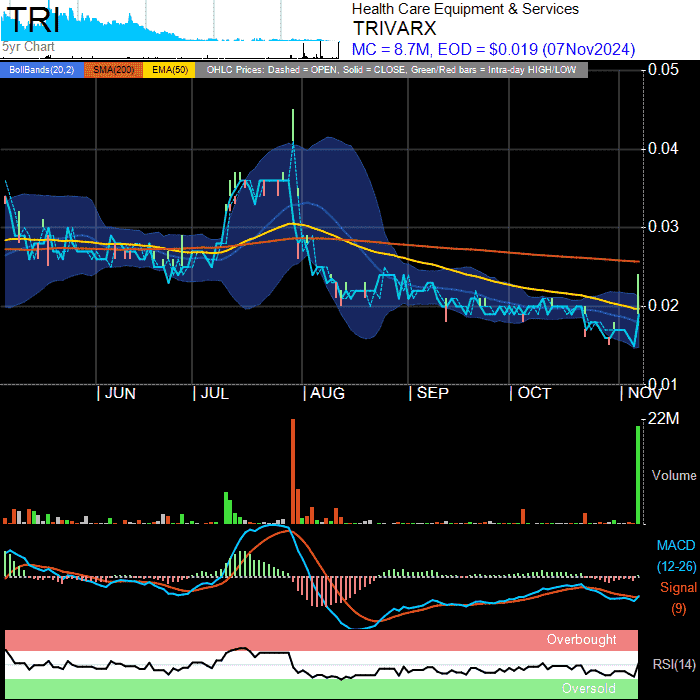 TRI
5yr Chart
Health Care Equipment & Services
TRIVARX
MC = 8.7M, EOD = $0.019 (07Nov2024)
BollBands(20,2) SMA(200) EMA(50) OHLC Prices: Dashed = OPEN, Solid = CLOSE, Green/Red bars = Intra-day HIGH/LOW
0.05
0.04
0.03
0.02
0.01
JUN JUL AUG SEP OCT NOV
22M
Volume
MACD
(12-26)
Signal
(9)
Overbought
RSI(14)
Oversold